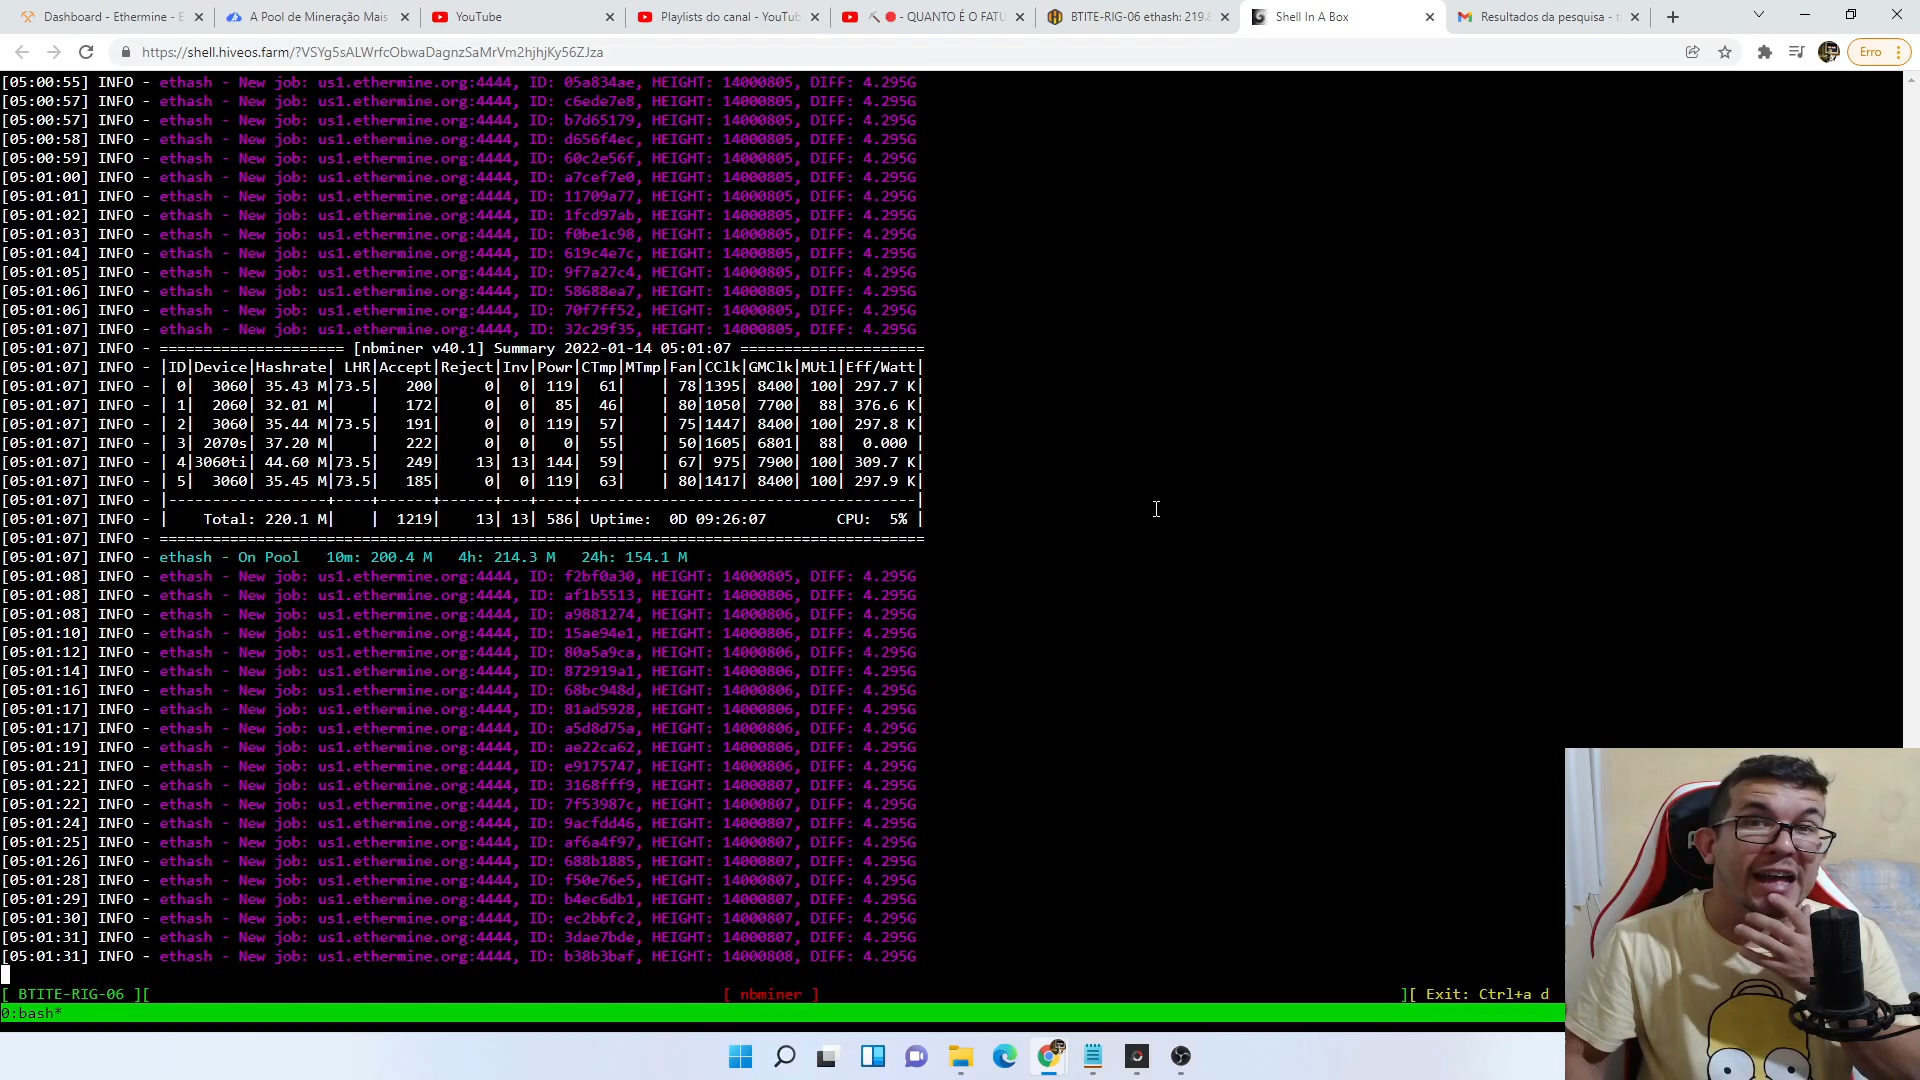 Dashboard - Ethermine - E
A Pool de Mineração Mais
YouTube
Playlists do canal - YouTub
- QUANTO É O FATU
BTITE-RIG-06 ethash: 219.8
Shell In A Box
Resultados da pesquisa - t
https://shell.hiveos.farm/?VSYg5sALWrfcObwaDagnzSaMrVm2hjhjKy56ZJza
Erro
[05:00:55] INFO - ethash - New job: us1.ethermine.org:4444, ID: 05a834ae, HEIGHT: 14000805, DIFF: 4.295G
[05:00:57] INFO - ethash - New job: us1.ethermine.org:4444, ID: c6ede7e8, HEIGHT: 14000805, DIFF: 4.295G
[05:00:57] INFO - ethash - New job: us1.ethermine.org:4444, ID: b7d65179, HEIGHT: 14000805, DIFF: 4.295G
[05:00:58] INFO - ethash - New job: us1.ethermine.org:4444, ID: d656f4ec, HEIGHT: 14000805, DIFF: 4.295G
[05:00:59] INFO - ethash - New job: us1.ethermine.org:4444, ID: 60c2e56f, HEIGHT: 14000805, DIFF: 4.295G
[05:01:00] INFO - ethash - New job: us1.ethermine.org:4444, ID: a7cef7e0, HEIGHT: 14000805, DIFF: 4.295G
[05:01:01] INFO - ethash - New job: us1.ethermine.org:4444, ID: 11709a77, HEIGHT: 14000805, DIFF: 4.295G
[05:01:02] INFO - ethash - New job: us1.ethermine.org:4444, ID: 1fcd97ab, HEIGHT: 14000805, DIFF: 4.295G
[05:01:03] INFO - ethash - New job: us1.ethermine.org:4444, ID: f0be1c98, HEIGHT: 14000805, DIFF: 4.295G
[05:01:04] INFO - ethash - New job: us1.ethermine.org:4444, ID: 619c4e7c, HEIGHT: 14000805, DIFF: 4.295G
[05:01:05] INFO - ethash - New job: us1.ethermine.org:4444, ID: 9f7a27c4, HEIGHT: 14000805, DIFF: 4.295G
[05:01:06] INFO - ethash - New job: us1.ethermine.org:4444, ID: 58688ea7, HEIGHT: 14000805, DIFF: 4.295G
[05:01:06] INFO - ethash - New job: us1.ethermine.org:4444, ID: 70f7ff52, HEIGHT: 14000805, DIFF: 4.295G
[05:01:07] INFO - ethash - New job: us1.ethermine.org:4444, ID: 32c29f35, HEIGHT: 14000805, DIFF: 4.295G
[05:01:07] INFO - ===================== [nbminer v40.1] Summary 2022-01-14 05:01:07 =====================
[05:01:07] INFO - |ID|Device|Hashrate| LHR|Accept|Reject|Inv|Powr|CTmp|MTmp|Fan|CClk|GMClk|MUtl|Eff/Watt|
[05:01:07] INFO - | 0|  3060| 35.43 M|73.5|   200|     0|  0| 119|  61|    | 78|1395| 8400| 100| 297.7 K|
[05:01:07] INFO - | 1|  2060| 32.01 M|    |   172|     0|  0|  85|  46|    | 80|1050| 7700|  88| 376.6 K|
[05:01:07] INFO - | 2|  3060| 35.44 M|73.5|   191|     0|  0| 119|  57|    | 75|1447| 8400| 100| 297.8 K|
[05:01:07] INFO - | 3| 2070s| 37.20 M|    |   222|     0|  0|   0|  55|    | 50|1605| 6801|  88| 0.000 |
[05:01:07] INFO - | 4|3060ti| 44.60 M|73.5|   249|    13| 13| 144|  59|    | 67| 975| 7900| 100| 309.7 K|
[05:01:07] INFO - | 5|  3060| 35.45 M|73.5|   185|     0|  0| 119|  63|    | 80|1417| 8400| 100| 297.9 K|
[05:01:07] INFO - |------------------+----+------+------+---+----+--------------------------------------|
[05:01:07] INFO - |    Total: 220.1 M|    |  1219|    13| 13| 586| Uptime:  0D 09:26:07        CPU:  5% |
[05:01:07] INFO - =======================================================================================
[05:01:07] INFO - ethash - On Pool   10m: 200.4 M   4h: 214.3 M   24h: 154.1 M
[05:01:08] INFO - ethash - New job: us1.ethermine.org:4444, ID: f2bf0a30, HEIGHT: 14000805, DIFF: 4.295G
[05:01:08] INFO - ethash - New job: us1.ethermine.org:4444, ID: af1b5513, HEIGHT: 14000806, DIFF: 4.295G
[05:01:08] INFO - ethash - New job: us1.ethermine.org:4444, ID: a9881274, HEIGHT: 14000806, DIFF: 4.295G
[05:01:10] INFO - ethash - New job: us1.ethermine.org:4444, ID: 15ae94e1, HEIGHT: 14000806, DIFF: 4.295G
[05:01:12] INFO - ethash - New job: us1.ethermine.org:4444, ID: 80a5a9ca, HEIGHT: 14000806, DIFF: 4.295G
[05:01:14] INFO - ethash - New job: us1.ethermine.org:4444, ID: 872919a1, HEIGHT: 14000806, DIFF: 4.295G
[05:01:16] INFO - ethash - New job: us1.ethermine.org:4444, ID: 68bc948d, HEIGHT: 14000806, DIFF: 4.295G
[05:01:17] INFO - ethash - New job: us1.ethermine.org:4444, ID: 81ad5928, HEIGHT: 14000806, DIFF: 4.295G
[05:01:17] INFO - ethash - New job: us1.ethermine.org:4444, ID: a5d8d75a, HEIGHT: 14000806, DIFF: 4.295G
[05:01:19] INFO - ethash - New job: us1.ethermine.org:4444, ID: ae22ca62, HEIGHT: 14000806, DIFF: 4.295G
[05:01:21] INFO - ethash - New job: us1.ethermine.org:4444, ID: e9175747, HEIGHT: 14000806, DIFF: 4.295G
[05:01:22] INFO - ethash - New job: us1.ethermine.org:4444, ID: 3168fff9, HEIGHT: 14000807, DIFF: 4.295G
[05:01:22] INFO - ethash - New job: us1.ethermine.org:4444, ID: 7f53987c, HEIGHT: 14000807, DIFF: 4.295G
[05:01:24] INFO - ethash - New job: us1.ethermine.org:4444, ID: 9acfdd46, HEIGHT: 14000807, DIFF: 4.295G
[05:01:25] INFO - ethash - New job: us1.ethermine.org:4444, ID: af6a4f97, HEIGHT: 14000807, DIFF: 4.295G
[05:01:26] INFO - ethash - New job: us1.ethermine.org:4444, ID: 688b1885, HEIGHT: 14000807, DIFF: 4.295G
[05:01:28] INFO - ethash - New job: us1.ethermine.org:4444, ID: f50e76e5, HEIGHT: 14000807, DIFF: 4.295G
[05:01:29] INFO - ethash - New job: us1.ethermine.org:4444, ID: b4ec6db1, HEIGHT: 14000807, DIFF: 4.295G
[05:01:30] INFO - ethash - New job: us1.ethermine.org:4444, ID: ec2bbfc2, HEIGHT: 14000807, DIFF: 4.295G
[05:01:31] INFO - ethash - New job: us1.ethermine.org:4444, ID: 3dae7bde, HEIGHT: 14000807, DIFF: 4.295G
[05:01:31] INFO - ethash - New job: us1.ethermine.org:4444, ID: b38b3baf, HEIGHT: 14000808, DIFF: 4.295G
[ BTITE-RIG-06 ][ [ nbminer ] ][ Exit: Ctrl+a d
0:bash*